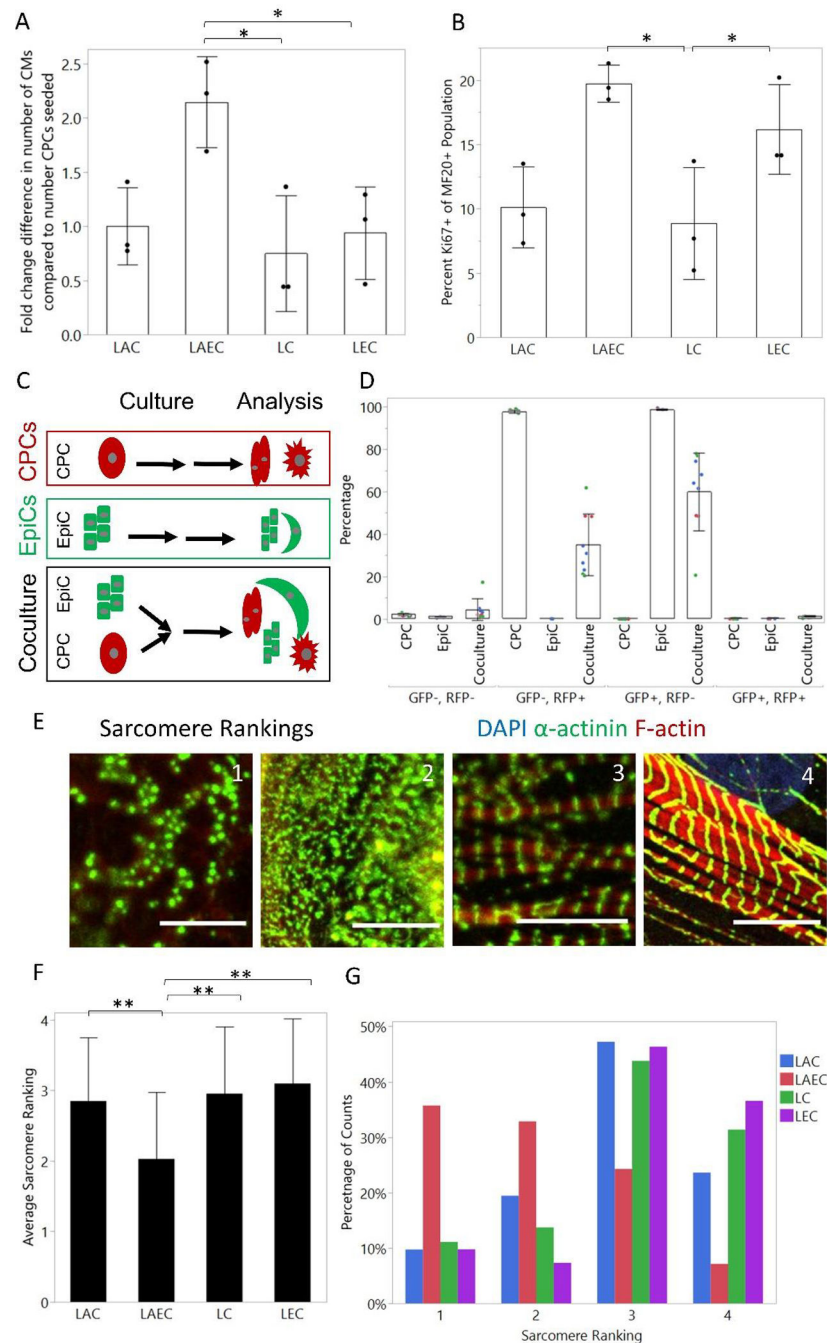 A
*
*
Fold change difference in number of CMs
compared to number CPCs seeded
2.5
2.0
1.5
1.0
0.5
0.0
LAC LAEC LC LEC
B
* *
Percent Ki67+ of MF20+ Population
20
15
10
5
0
LAC LAEC LC LEC
C
Culture Analysis
CPCs
CPC
EpiCs
EpiC
Coculture
EpiC
CPC
D
Percentage
100
80
60
40
20
0
CPC EpiC Coculture CPC EpiC Coculture CPC EpiC Coculture CPC EpiC Coculture
GFP-, RFP- GFP-, RFP+ GFP+, RFP- GFP+, RFP+
E
Sarcomere Rankings DAPI α-actinin F-actin
1 2 3 4
F
**
**
**
Average Sarcomere Ranking
4
3
2
1
0
LAC LAEC LC LEC
G
Percetnage of Counts
50%
40%
30%
20%
10%
0%
1 2 3 4
Sarcomere Ranking
LAC
LAEC
LC
LEC